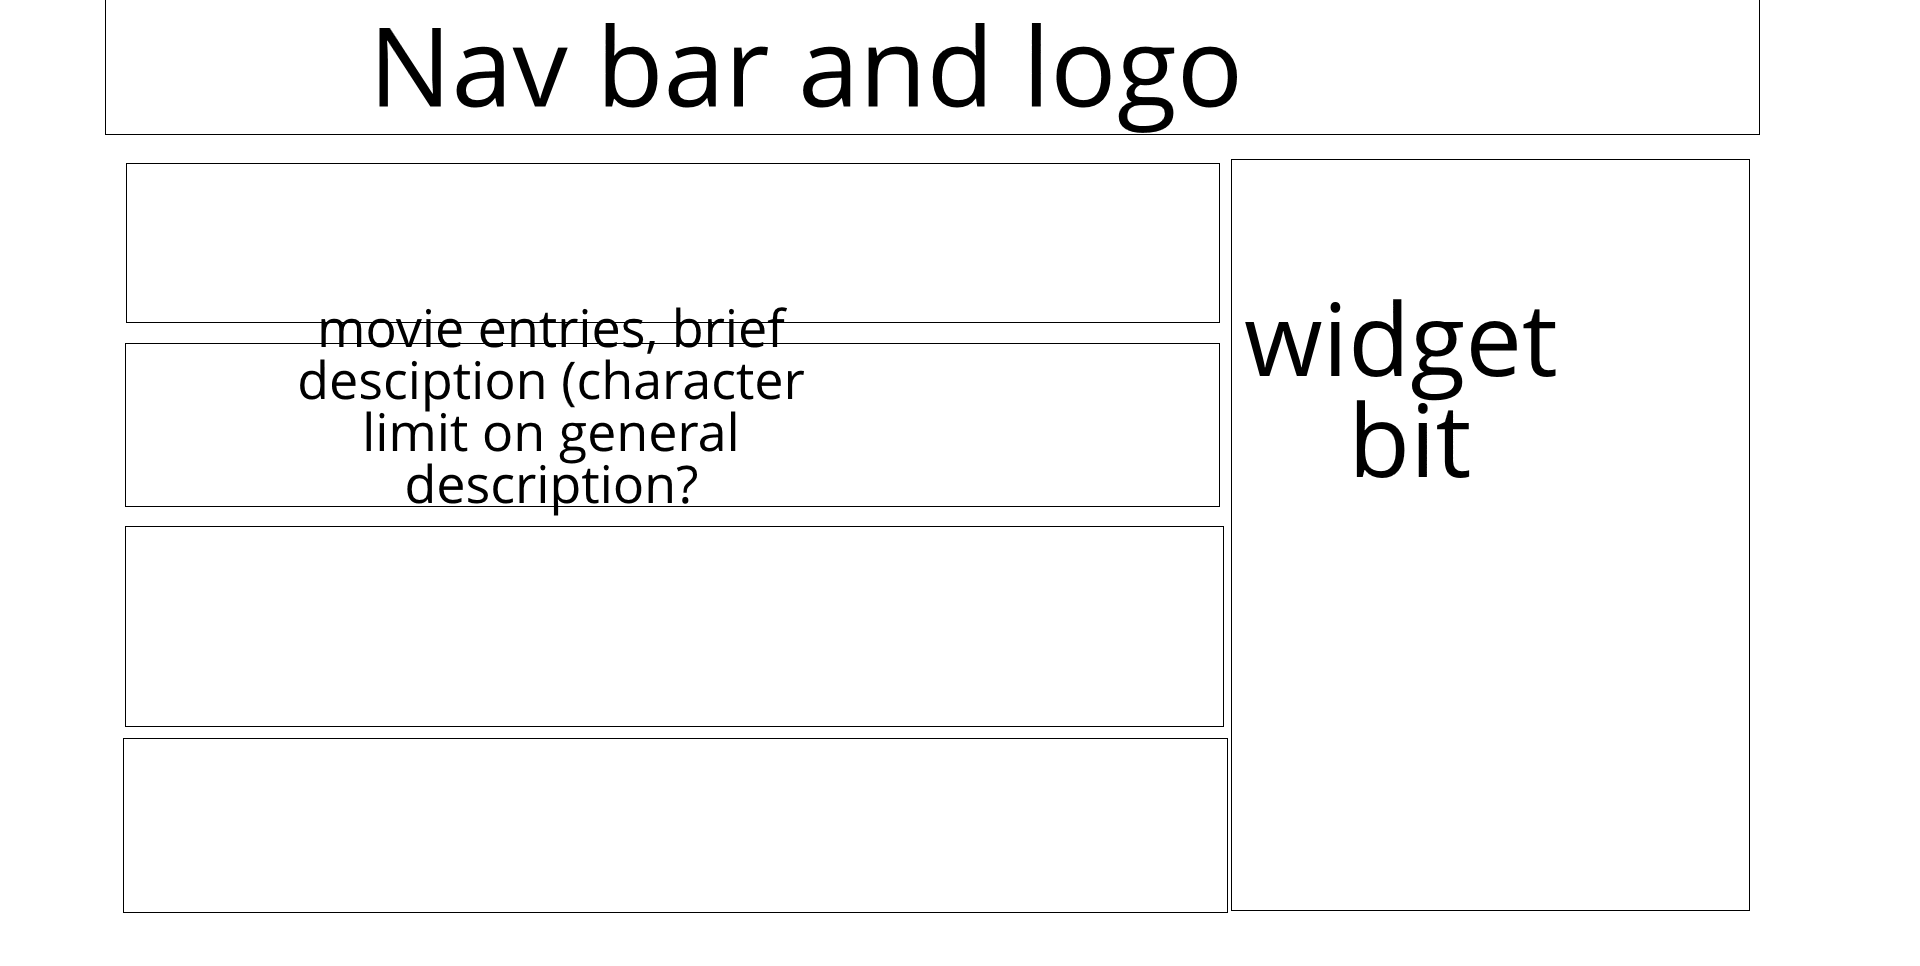 Nav bar and logo
movie entries, brief
desciption (character
limit on general
description?
widget
bit